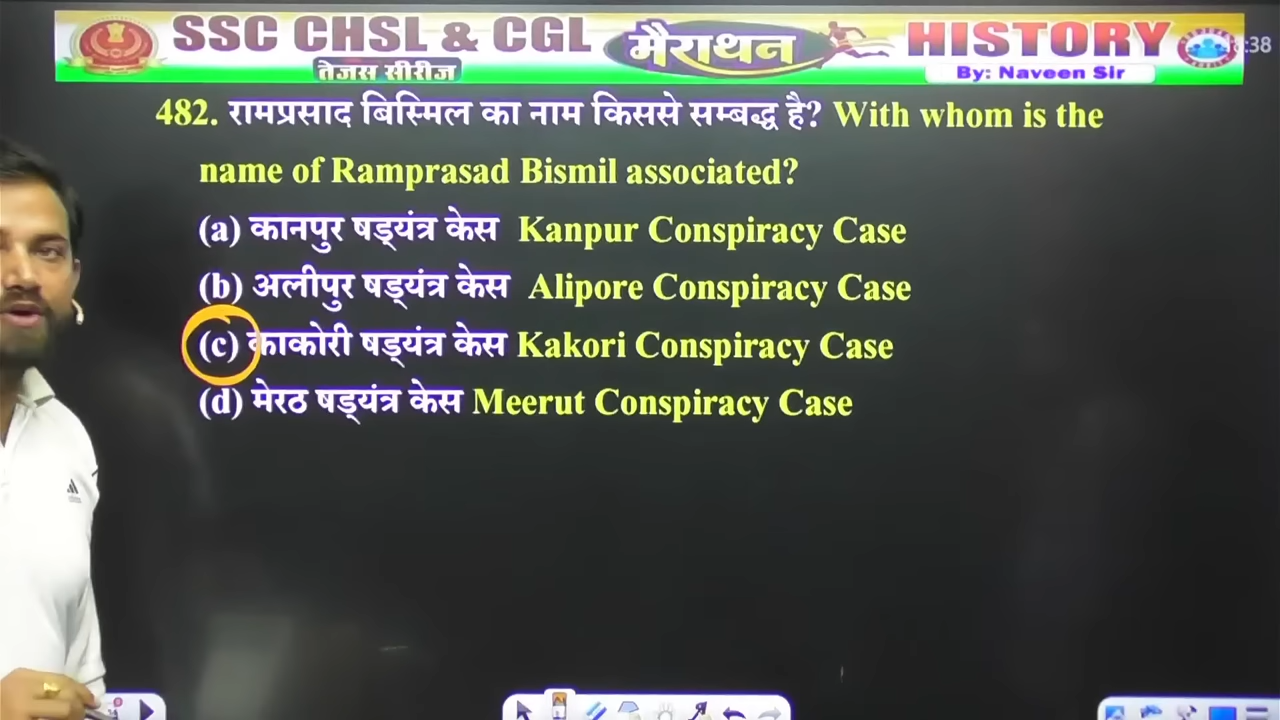 SSC CHSL & CGL मैराथन HISTORY
तेजस सीरीज By: Naveen Sir
482. रामप्रसाद बिस्मिल का नाम किससे सम्बद्ध है? With whom is the
name of Ramprasad Bismil associated?
(a) कानपुर षड्यंत्र केस Kanpur Conspiracy Case
(b) अलीपुर षड्यंत्र केस Alipore Conspiracy Case
(c) काकोरी षड्यंत्र केस Kakori Conspiracy Case
(d) मेरठ षड्यंत्र केस Meerut Conspiracy Case